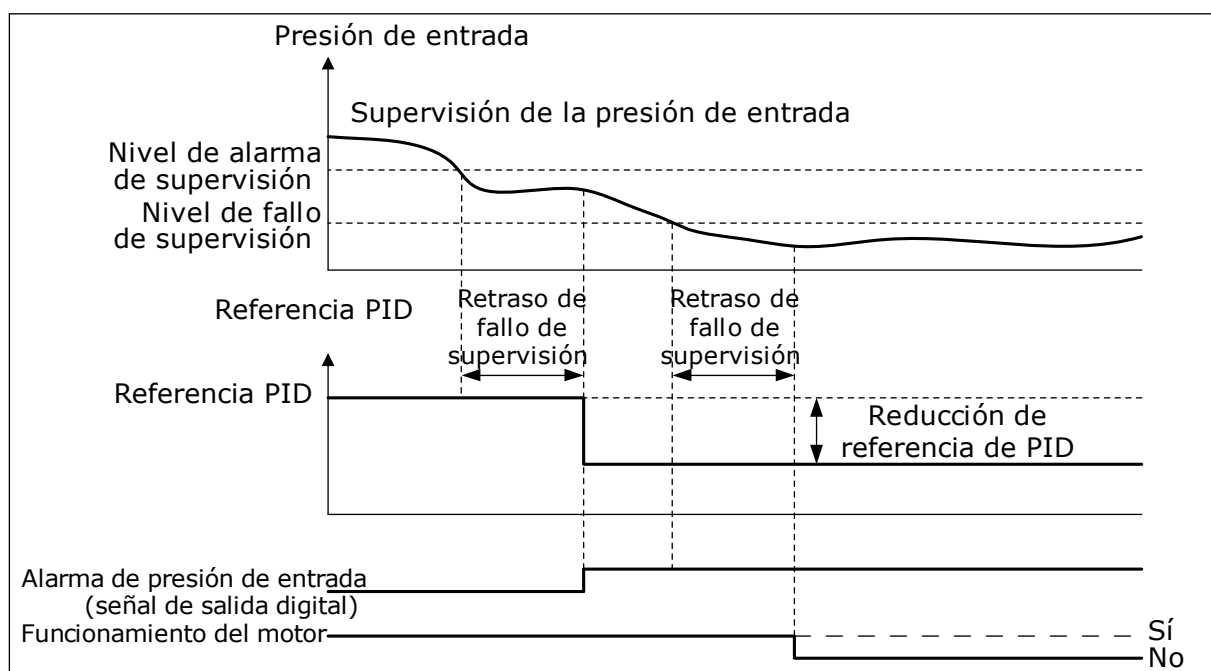 Presión de entrada
Supervisión de la presión de entrada
Nivel de alarma
de supervisión
Nivel de fallo
de supervisión
Referencia PID
Retraso de
fallo de
supervisión
Retraso de
fallo de
supervisión
Referencia PID
Reducción de
referencia de PID
Alarma de presión de entrada
(señal de salida digital)
Funcionamiento del motor
Sí
No